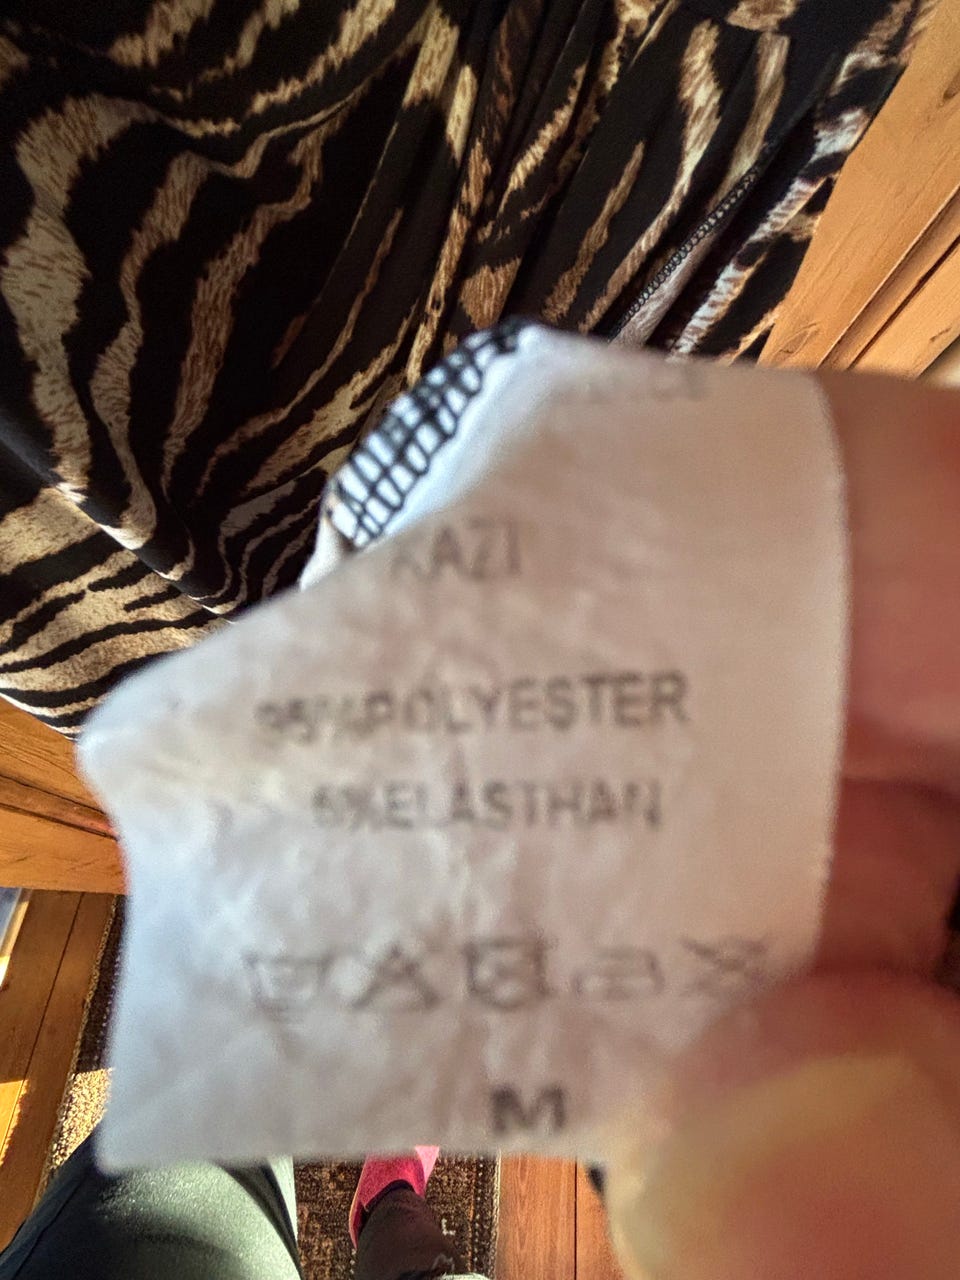 KAZI
95%POLYESTER
5%ELASTHAN
M